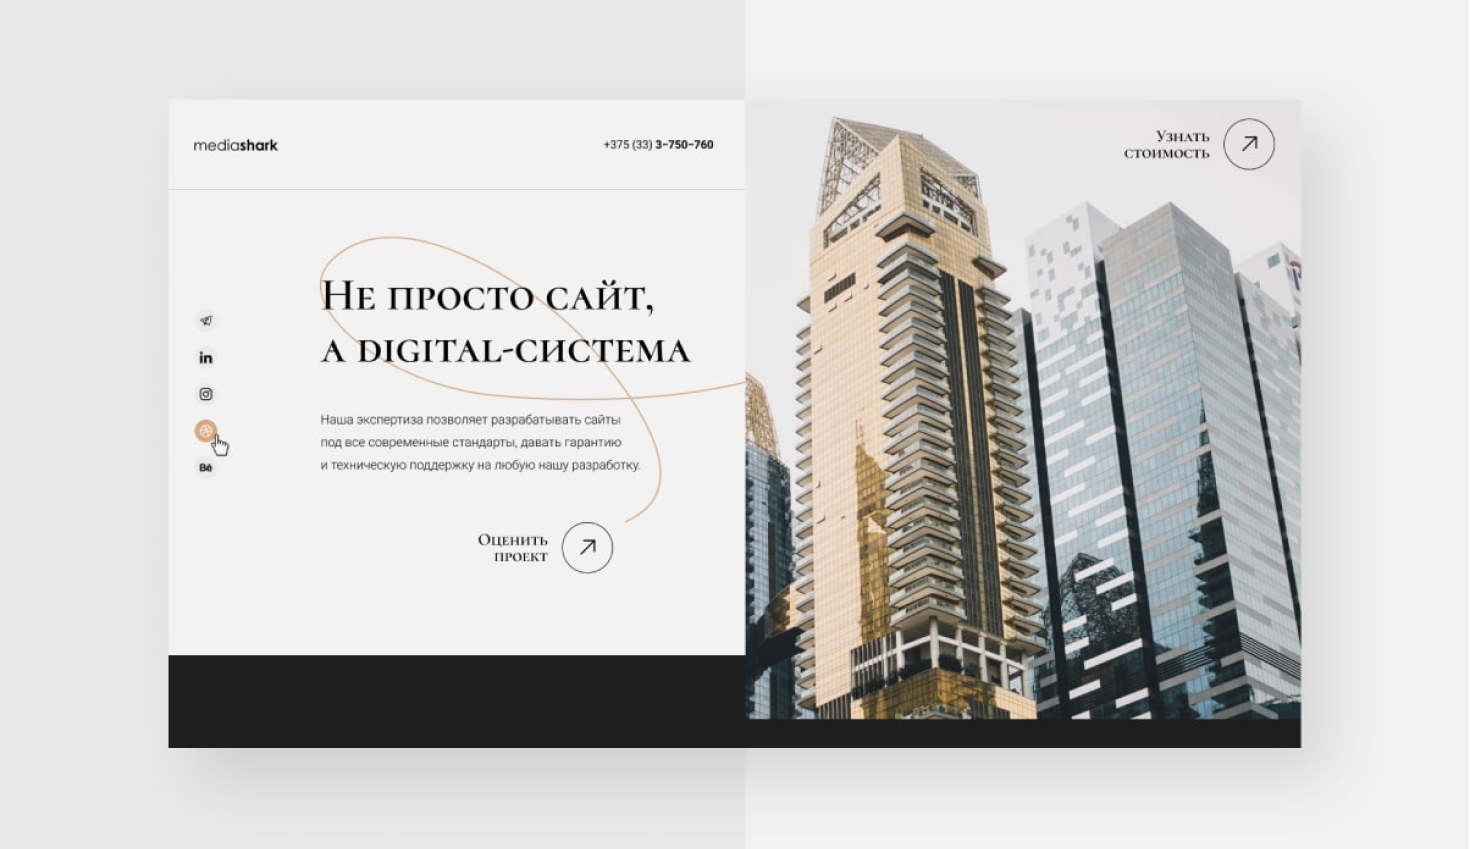 mediashark
+375 (33) 3-750-760
Узнать
стоимость
Не просто сайт,
а digital-система
Наша экспертиза позволяет разрабатывать сайты
под все современные стандарты, давать гарантию
и техническую поддержку на любую нашу разработку.
in
Bē
Оценить
проект